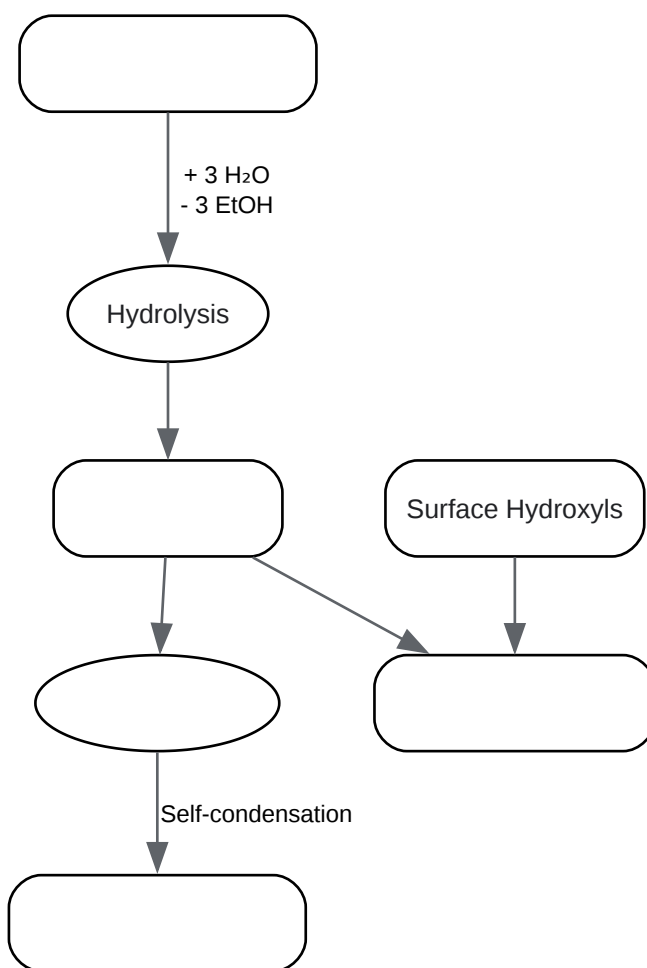 + 3 H₂O
- 3 EtOH
Hydrolysis
Surface Hydroxyls
Self-condensation